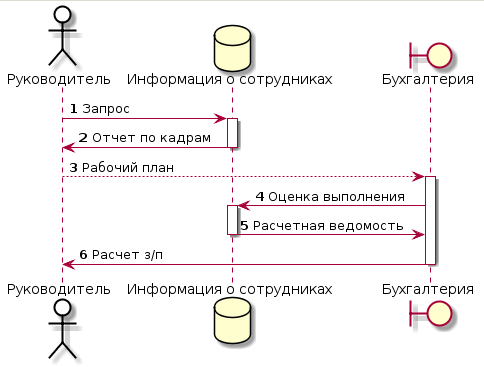 Руководитель Информация о сотрудниках Бухгалтерия
1 Запрос
2 Отчет по кадрам
3 Рабочий план
4 Оценка выполнения
5 Расчетная ведомость
6 Расчет з/п
Руководитель Информация о сотрудниках Бухгалтерия